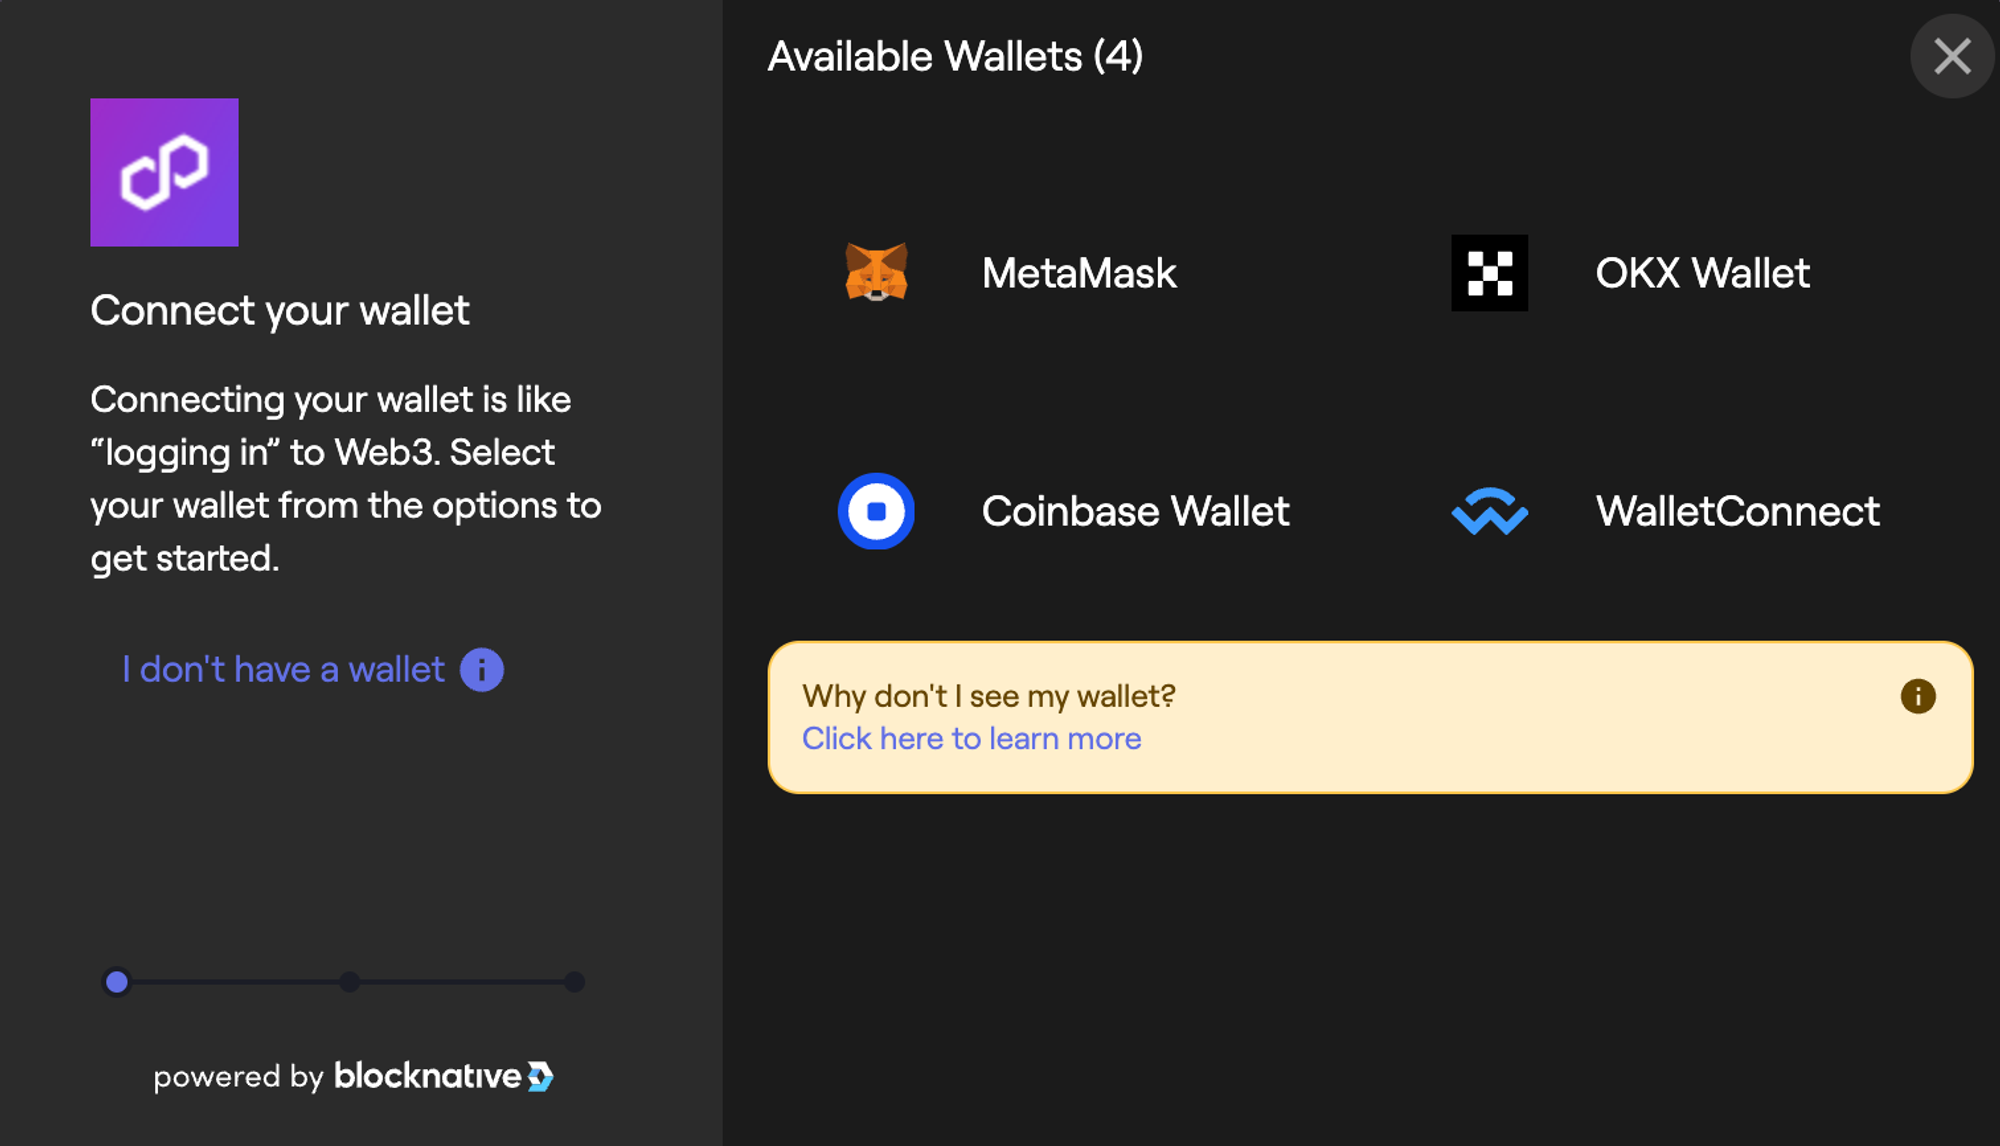 Connect your wallet
Connecting your wallet is like
“logging in” to Web3. Select
your wallet from the options to
get started.
I don't have a wallet
powered by blocknative
Available Wallets (4)
MetaMask
OKX Wallet
Coinbase Wallet
WalletConnect
Why don't I see my wallet?
Click here to learn more